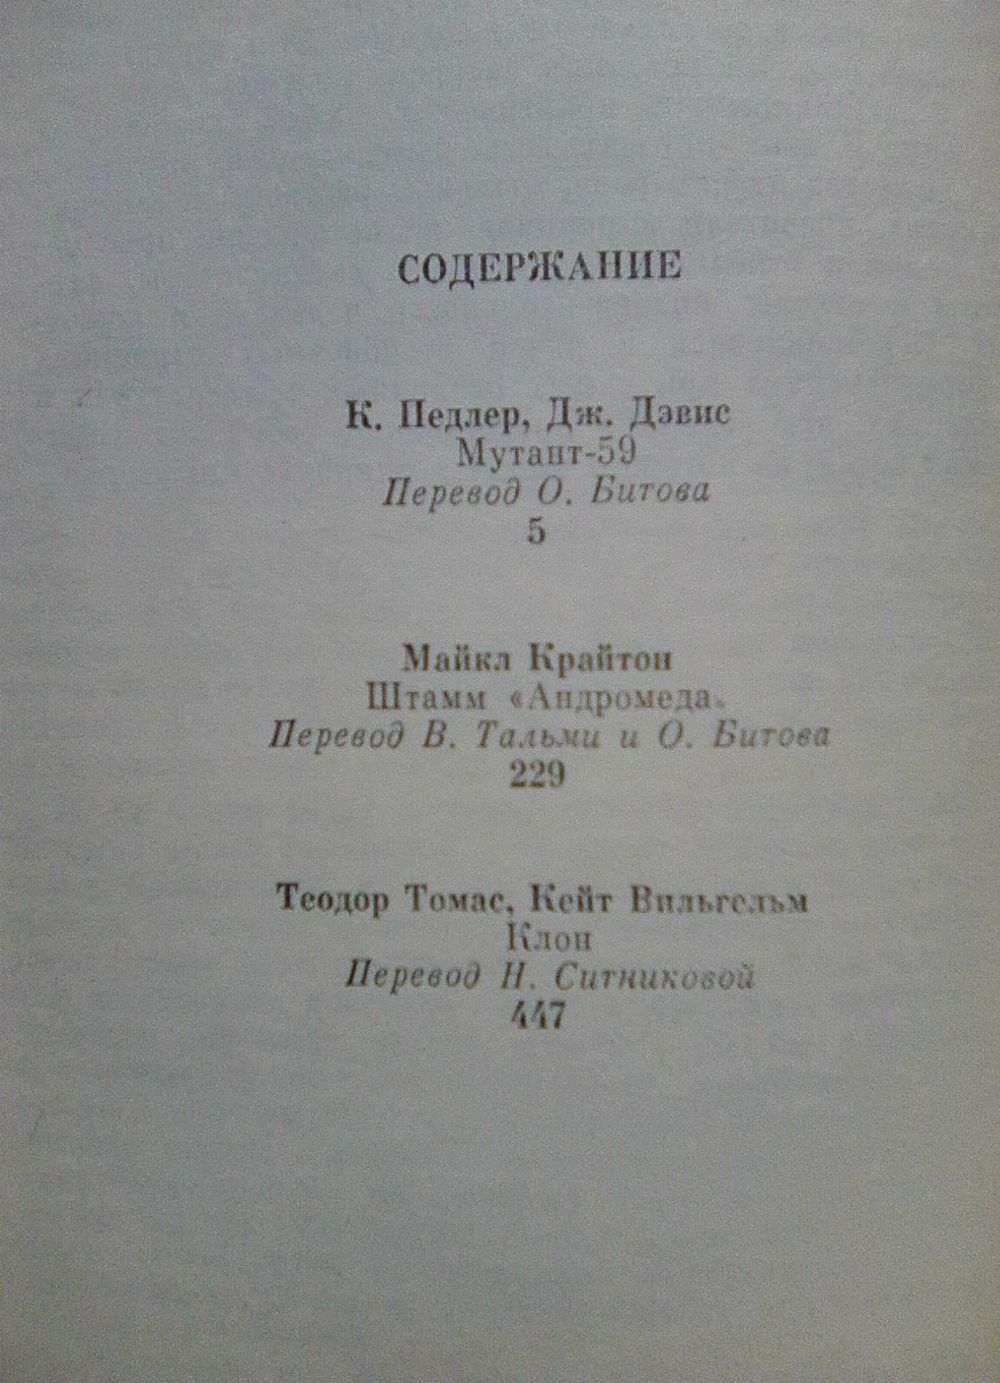 СОДЕРЖАНИЕ
К. Педлер, Дж. Дэвис
Мутант-59
Перевод О. Битова
5
Майкл Крайтон
Штамм «Андромеда»
Перевод В. Тальми и О. Битова
229
Теодор Томас, Кейт Вильгельм
Клон
Перевод Н. Ситниковой
447